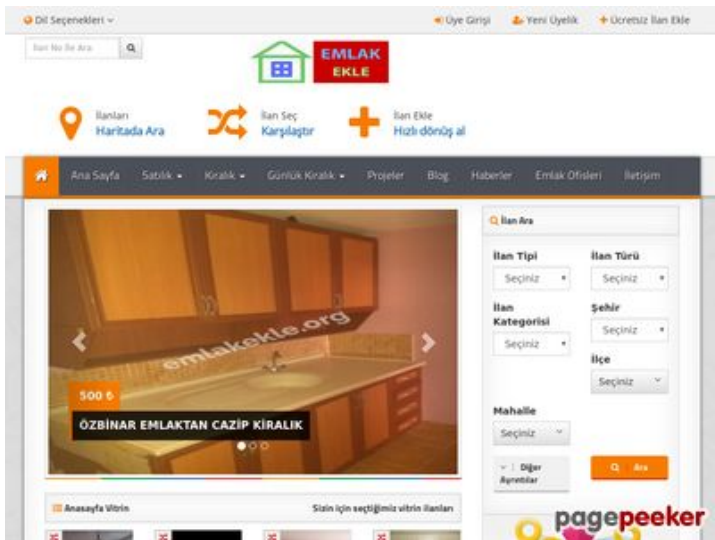 Dil Seçenekleri
Üye Girişi
Yeni Üyelik
Ücretsiz İlan Ekle
İlan No İle Ara
EMLAK
EKLE
İlanları
Haritada Ara
İlan Seç
Karşılaştır
İlan Ekle
Hızlı dönüş al
Ana Sayfa
Satılık
Kiralık
Günlük Kiralık
Projeler
Blog
Haberler
Emlak Ofisleri
İletişim
emlakekle.org
500 ₺
ÖZBİNAR EMLAKTAN CAZİP KİRALIK
İlan Ara
İlan Tipi
İlan Türü
Seçiniz
Seçiniz
İlan
Kategorisi
Şehir
Seçiniz
Seçiniz
İlçe
Seçiniz
Mahalle
Seçiniz
Diğer
Ayrıntılar
Ara
Anasayfa Vitrin
Sizin için seçtiğimiz vitrin ilanları
pagepeeker